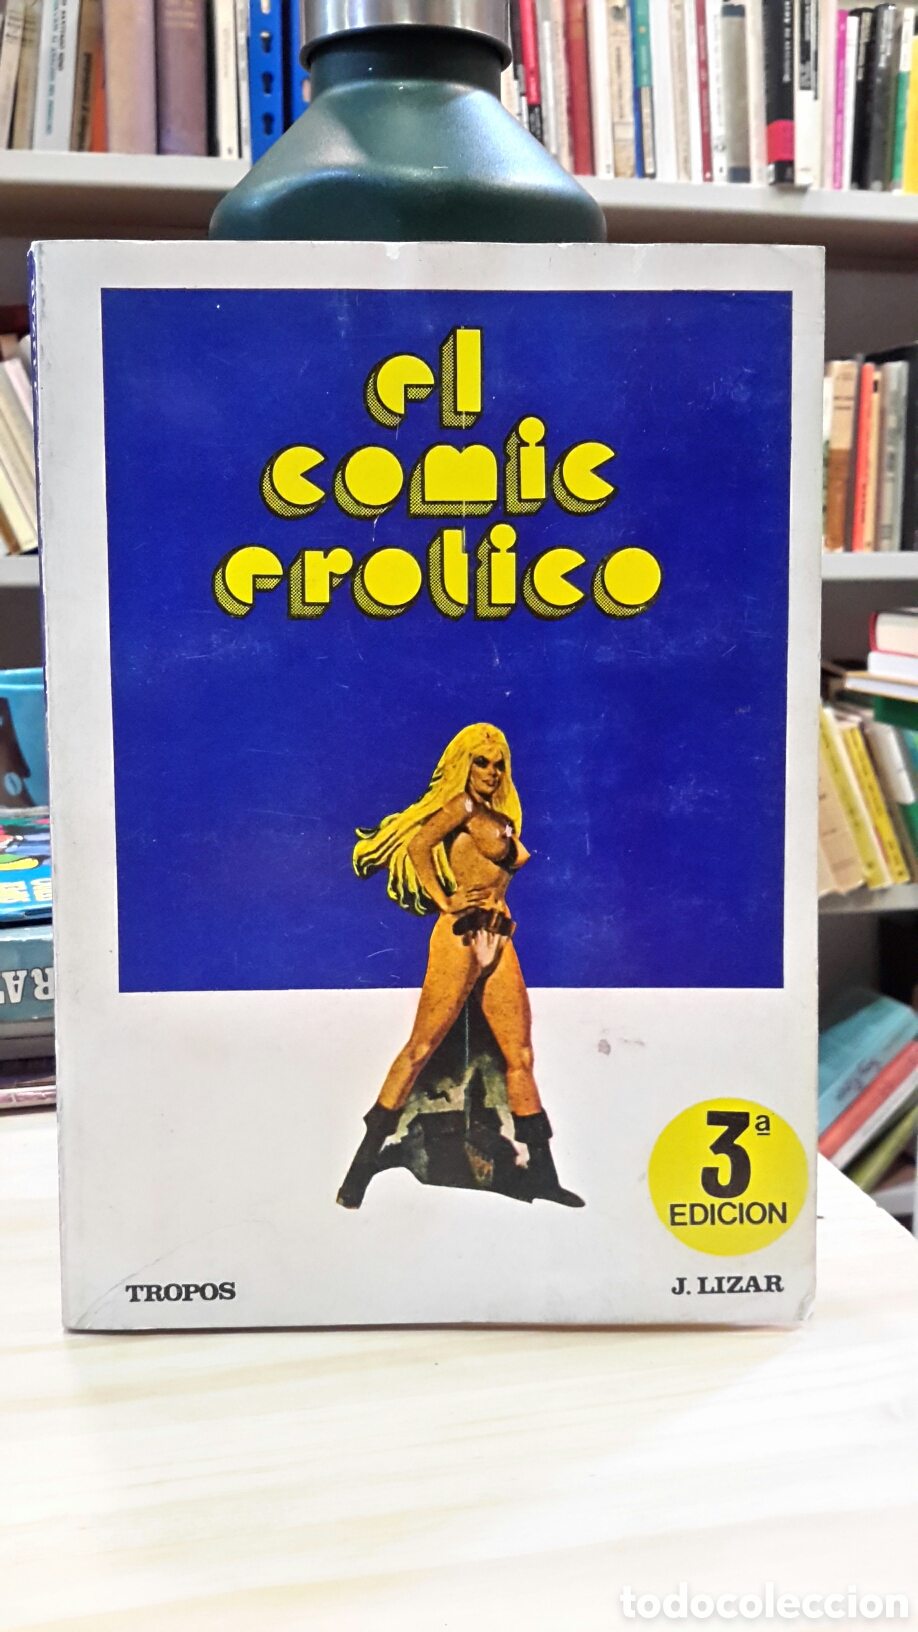 el
comic
erotico
3ª
EDICION
TROPOS
J. LIZAR
todocoleccion